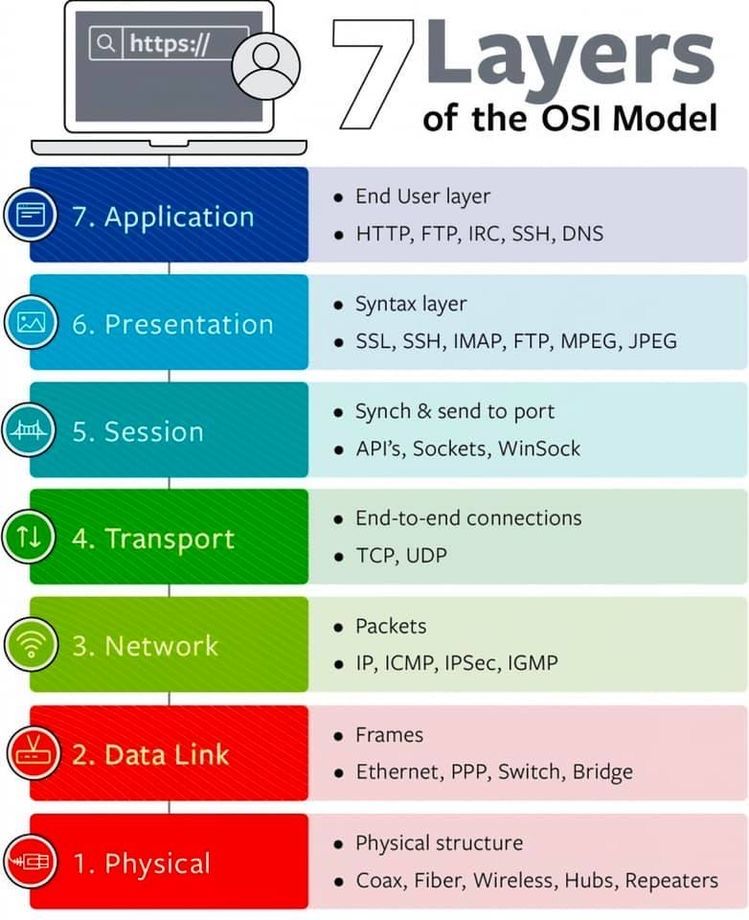 https://
7 Layers
of the OSI Model
7. Application
• End User layer
• HTTP, FTP, IRC, SSH, DNS
6. Presentation
• Syntax layer
• SSL, SSH, IMAP, FTP, MPEG, JPEG
5. Session
• Synch & send to port
• API's, Sockets, WinSock
4. Transport
• End-to-end connections
• TCP, UDP
3. Network
• Packets
• IP, ICMP, IPSec, IGMP
2. Data Link
• Frames
• Ethernet, PPP, Switch, Bridge
1. Physical
• Physical structure
• Coax, Fiber, Wireless, Hubs, Repeaters